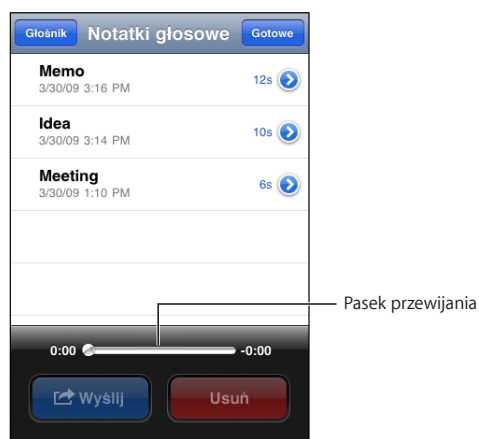 Głośnik Notatki głosowe Gotowe
Memo
3/30/09 3:16 PM
12s
Idea
3/30/09 3:14 PM
10s
Meeting
3/30/09 1:10 PM
6s
Pasek przewijania
0:00 -0:00
Wyślij Usuń